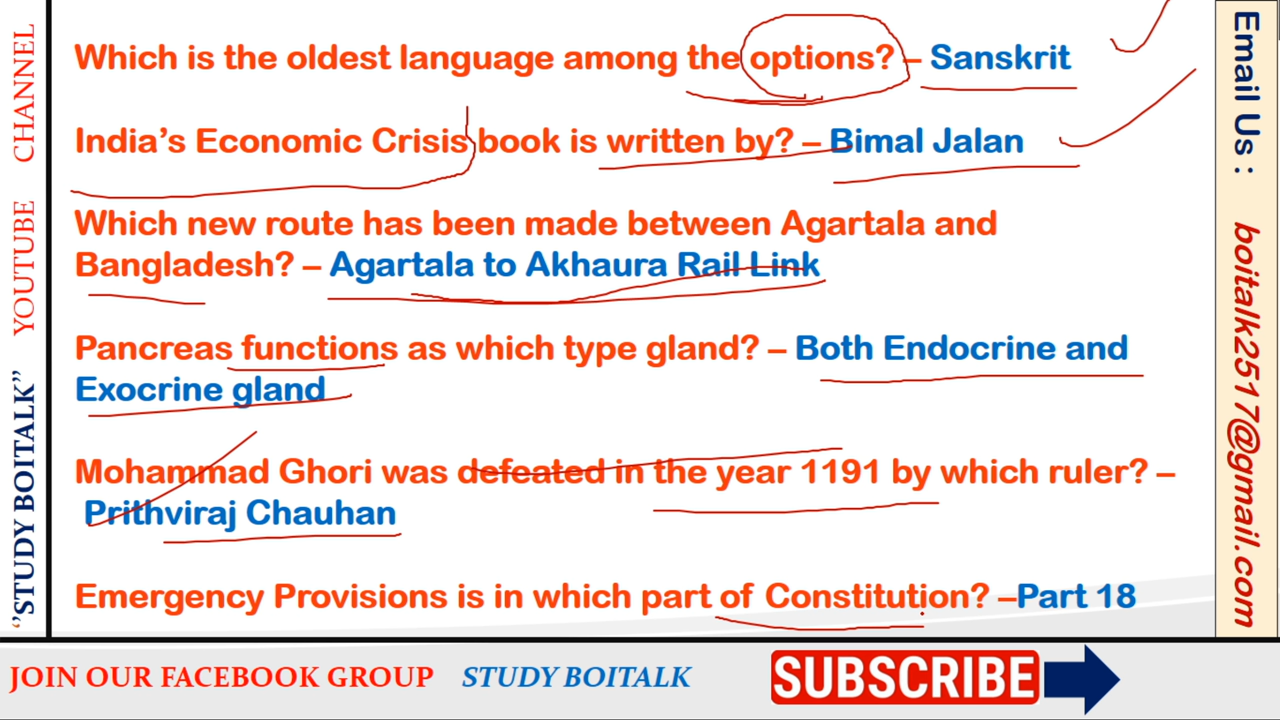 Which is the oldest language among the options? – Sanskrit
India's Economic Crisis book is written by? – Bimal Jalan
Which new route has been made between Agartala and
Bangladesh? – Agartala to Akhaura Rail Link
Pancreas functions as which type gland? – Both Endocrine and
Exocrine gland
Mohammad Ghori was defeated in the year 1191 by which ruler? –
Prithviraj Chauhan
Emergency Provisions is in which part of Constitution? –Part 18
"STUDY BOITALK" YOUTUBE CHANNEL
Email Us : boitalk2517@gmail.com
JOIN OUR FACEBOOK GROUP STUDY BOITALK
SUBSCRIBE